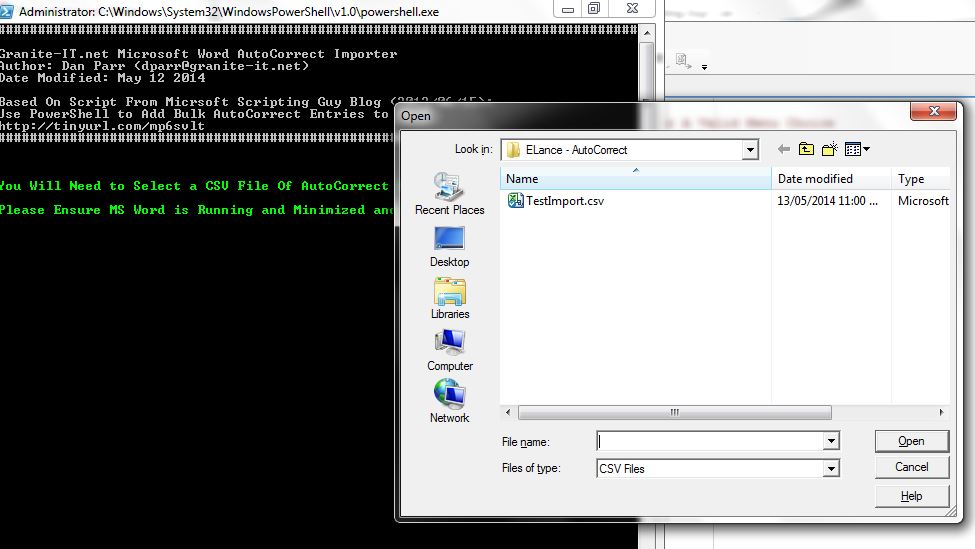 Administrator: C:\Windows\System32\WindowsPowerShell\v1.0\powershell.exe
Granite-IT.net Microsoft Word AutoCorrect Importer
Author: Dan Parr (dparr@granite-it.net)
Date Modified: May 12 2014
Based On Script From Micrsoft Scripting Guy Blog (2012/06/15):
Use PowerShell to Add Bulk AutoCorrect Entries to
http://tinyurl.com/mp6svlt
You Will Need to Select a CSV File Of AutoCorrect
Please Ensure MS Word is Running and Minimized and
Open
Look in: ELance - AutoCorrect
Name Date modified Type
TestImport.csv 13/05/2014 11:00 ... Microsoft
Recent Places
Desktop
Libraries
Computer
Network
File name: Open
Files of type: CSV Files Cancel
Help